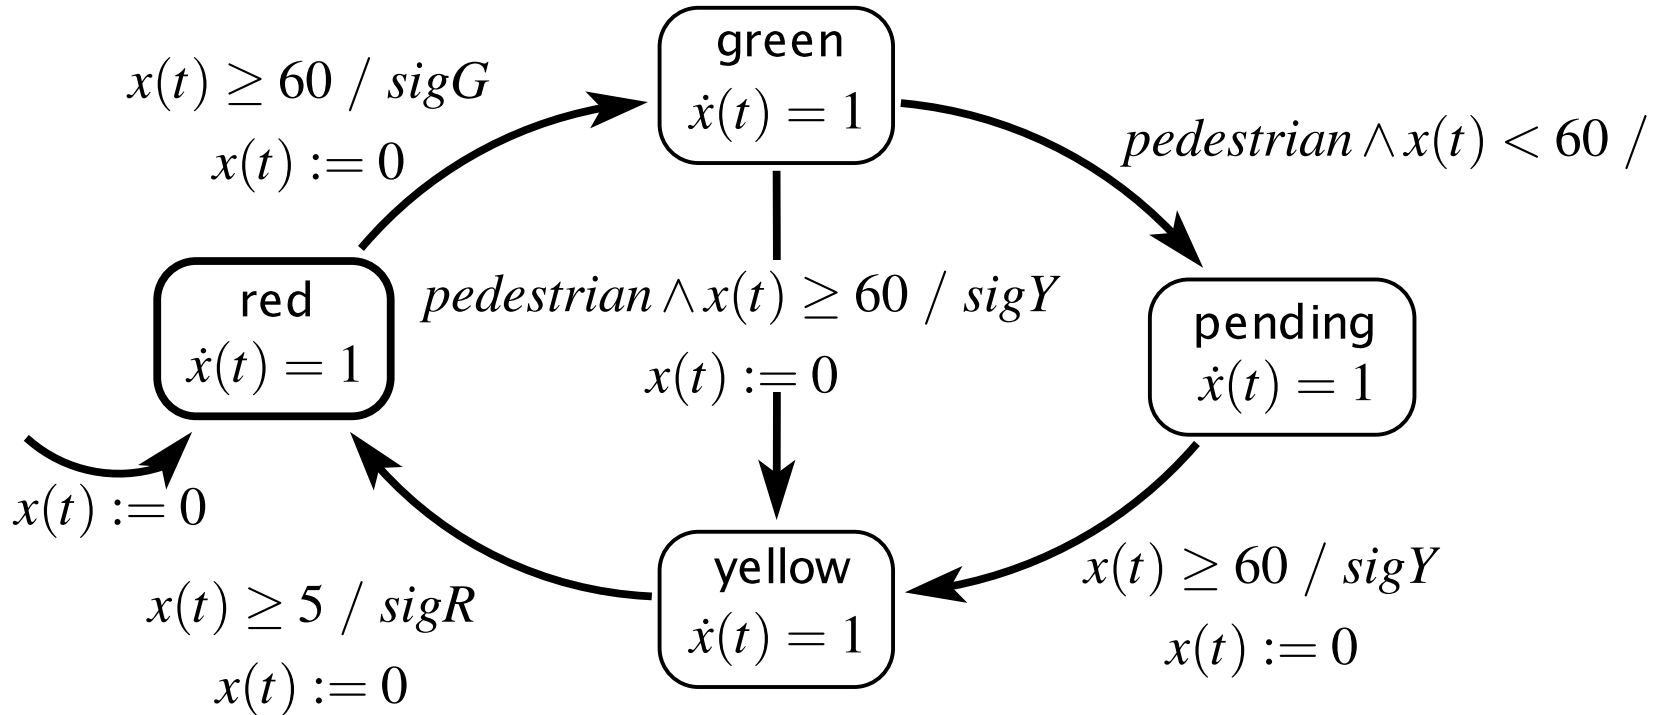 green
ẋ(t) = 1
x(t) ≥ 60 / sigG
x(t) := 0
pedestrian ∧ x(t) < 60 /
red
ẋ(t) = 1
pedestrian ∧ x(t) ≥ 60 / sigY
x(t) := 0
pending
ẋ(t) = 1
x(t) := 0
yellow
ẋ(t) = 1
x(t) ≥ 5 / sigR
x(t) := 0
x(t) ≥ 60 / sigY
x(t) := 0